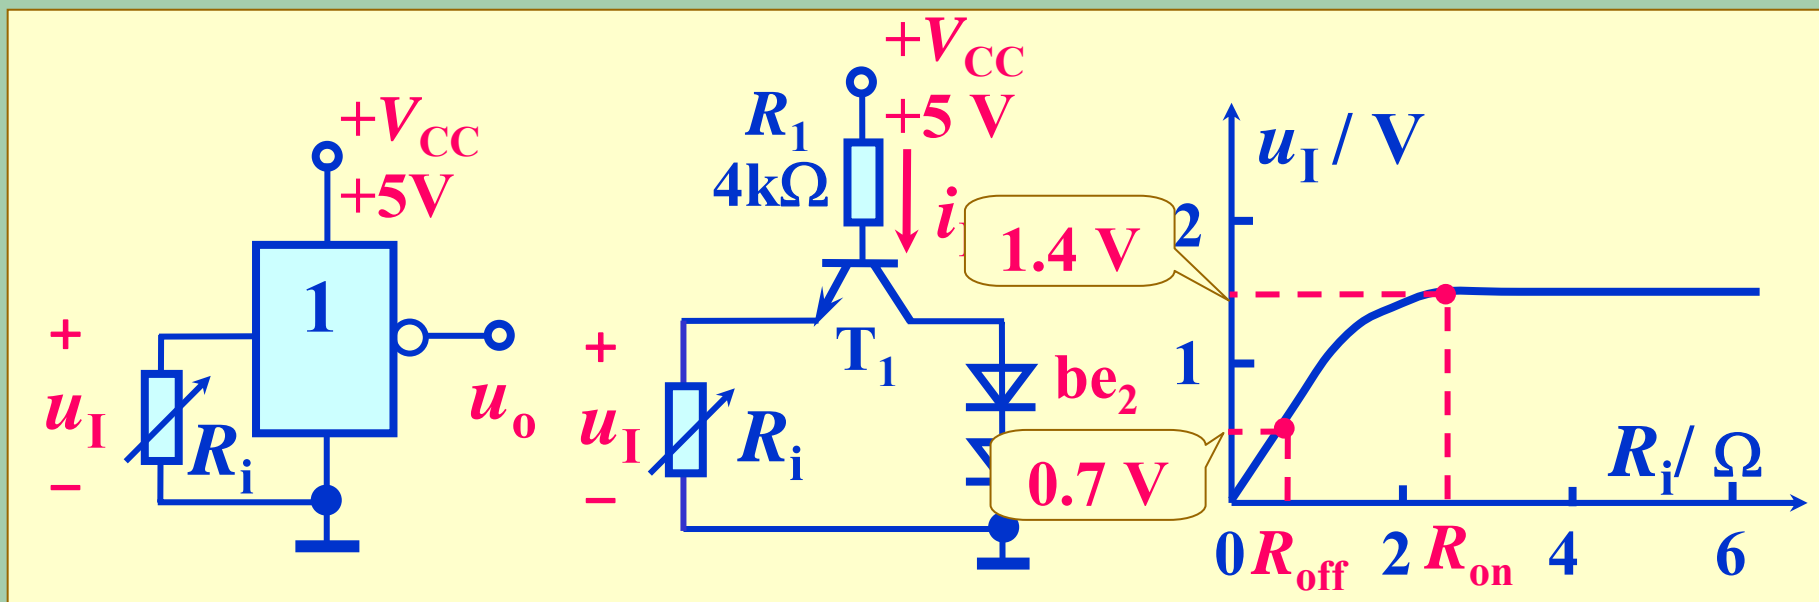 +VCC
+5V
1
+
uI
−
Ri
uo
+VCC
+5 V
R1
4kΩ
i
T1
+
uI
−
Ri
be2
1.4 V
0.7 V
uI / V
2
1
Ri/ Ω
0
Roff
2
Ron
4
6